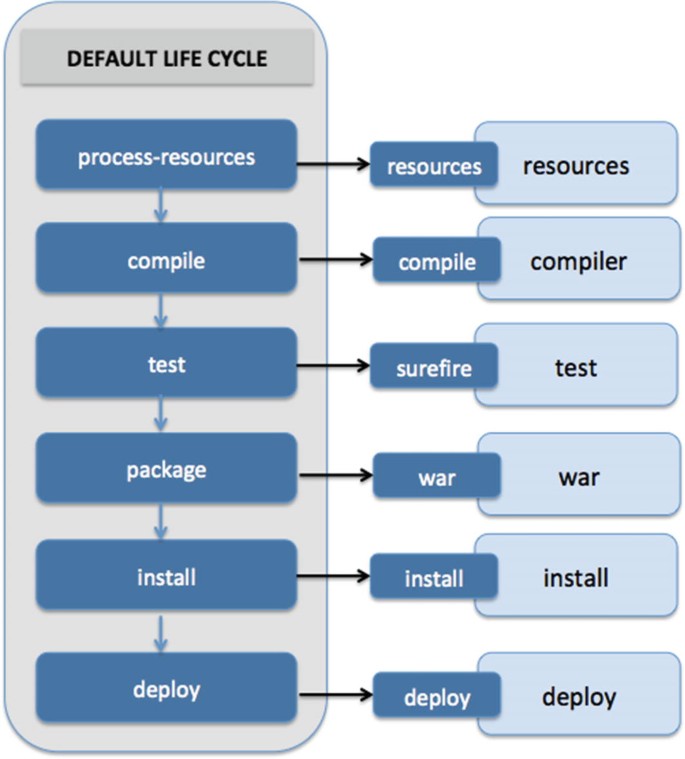 DEFAULT LIFE CYCLE
process-resources
resources
resources
compile
compile
compiler
test
surefire
test
package
war
war
install
install
install
deploy
deploy
deploy